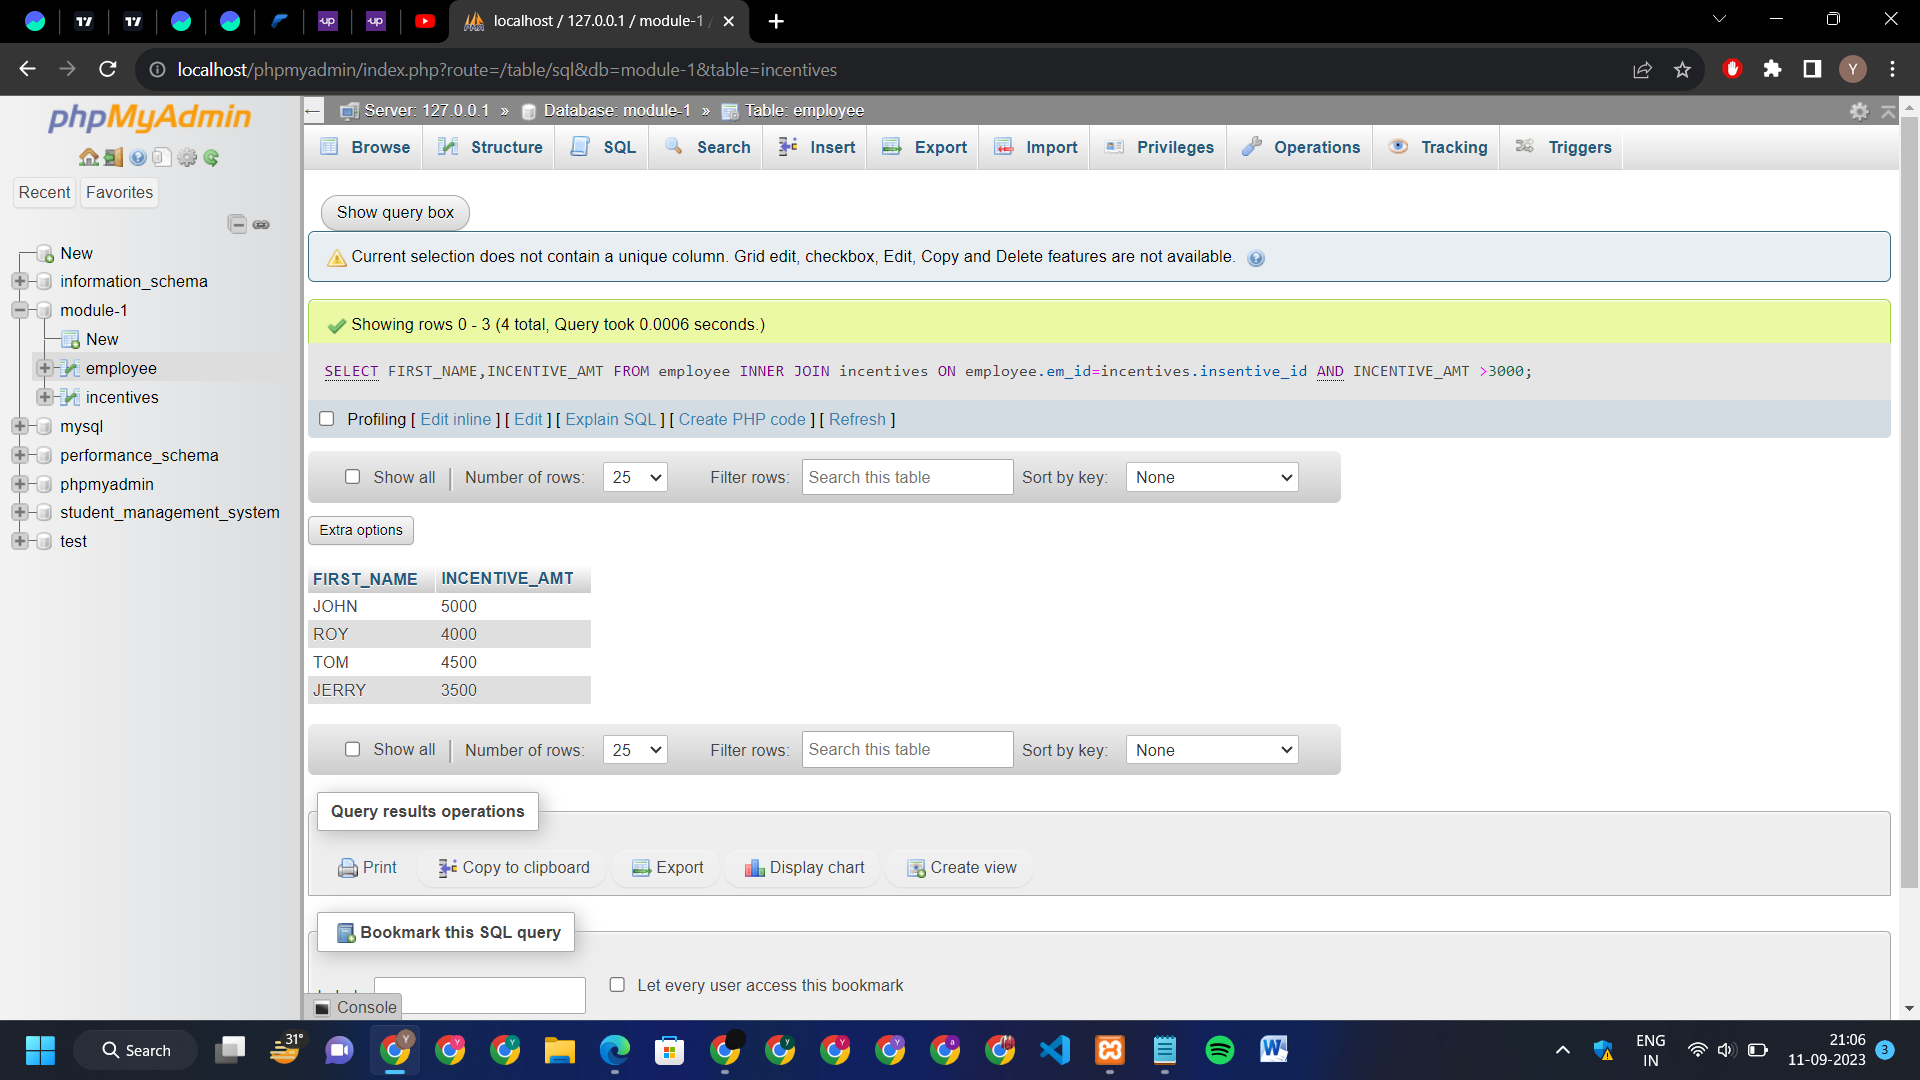 localhost / 127.0.0.1 / module-1 /
localhost/phpmyadmin/index.php?route=/table/sql&db=module-1&table=incentives
Y
phpMyAdmin
Server: 127.0.0.1 » Database: module-1 » Table: employee
Browse Structure SQL Search Insert Export Import Privileges Operations Tracking Triggers
Recent Favorites
New
information_schema
module-1
New
employee
incentives
mysql
performance_schema
phpmyadmin
student_management_system
test
Show query box
Current selection does not contain a unique column. Grid edit, checkbox, Edit, Copy and Delete features are not available.
Showing rows 0 - 3 (4 total, Query took 0.0006 seconds.)
SELECT FIRST_NAME,INCENTIVE_AMT FROM employee INNER JOIN incentives ON employee.em_id=incentives.insentive_id AND INCENTIVE_AMT >3000;
Profiling [ Edit inline ] [ Edit ] [ Explain SQL ] [ Create PHP code ] [ Refresh ]
Show all Number of rows: 25 Filter rows: Search this table Sort by key: None
Extra options
FIRST_NAME INCENTIVE_AMT
JOHN 5000
ROY 4000
TOM 4500
JERRY 3500
Show all Number of rows: 25 Filter rows: Search this table Sort by key: None
Query results operations
Print Copy to clipboard Export Display chart Create view
Bookmark this SQL query
Let every user access this bookmark
Console
Search
31°
ENG
IN
21:06
11-09-2023
3